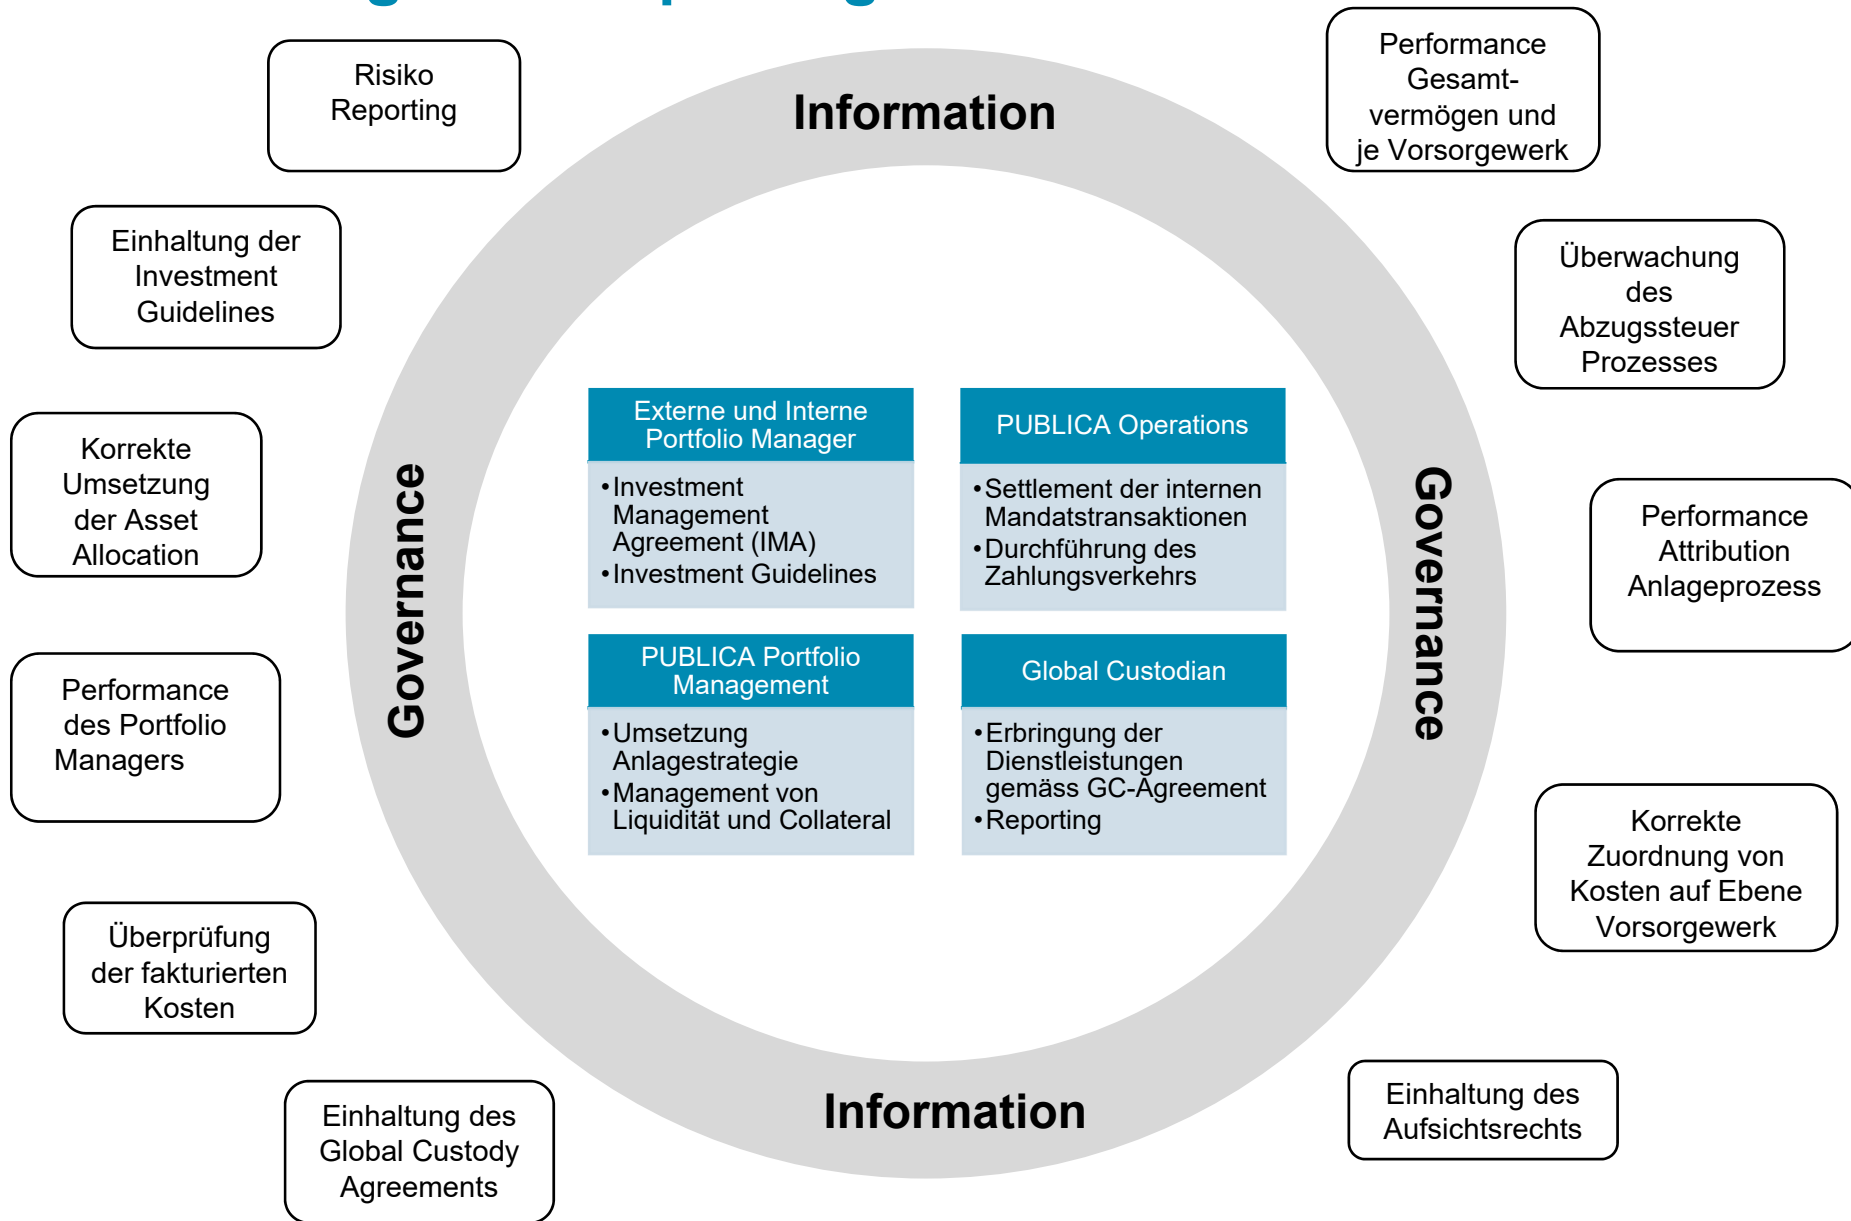 Risiko
Reporting
Information
Performance
Gesamt-
vermögen und
je Vorsorgewerk
Einhaltung der
Investment
Guidelines
Überwachung
des
Abzugssteuer
Prozesses
Korrekte
Umsetzung
der Asset
Allocation
Governance
Externe und Interne
Portfolio Manager
•Investment
Management
Agreement (IMA)
•Investment Guidelines
PUBLICA Operations
•Settlement der internen
Mandatstransaktionen
•Durchführung des
Zahlungsverkehrs
Governance
Performance
Attribution
Anlageprozess
Performance
des Portfolio
Managers
PUBLICA Portfolio
Management
•Umsetzung
Anlagestrategie
•Management von
Liquidität und Collateral
Global Custodian
•Erbringung der
Dienstleistungen
gemäss GC-Agreement
•Reporting
Korrekte
Zuordnung von
Kosten auf Ebene
Vorsorgewerk
Überprüfung
der fakturierten
Kosten
Einhaltung des
Global Custody
Agreements
Information
Einhaltung des
Aufsichtsrechts